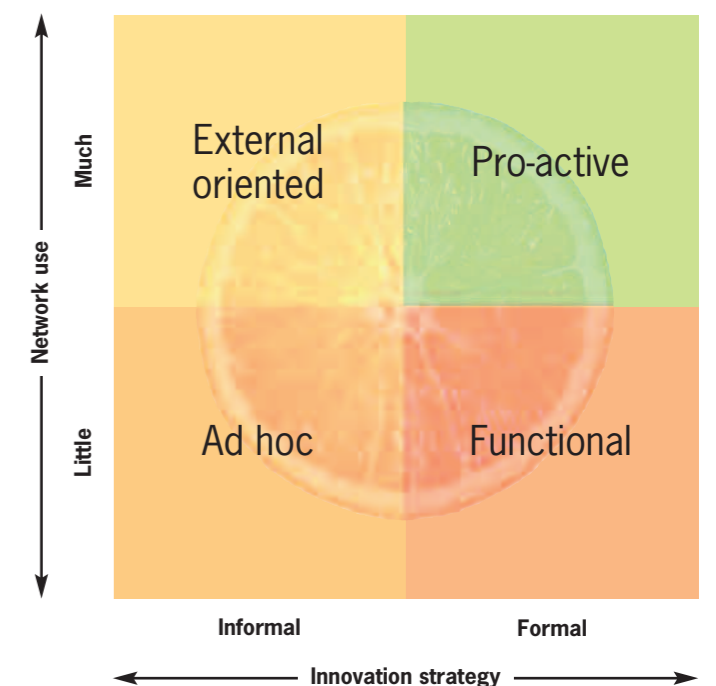 External
oriented
Pro-active
Much
Network use
Little
Ad hoc
Functional
Informal
Formal
Innovation strategy